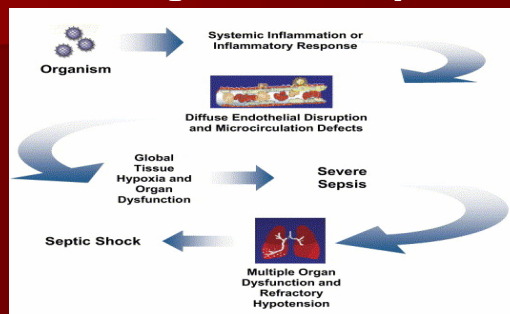 Organism
Systemic Inflammation or
Inflammatory Response
Diffuse Endothelial Disruption
and Microcirculation Defects
Global
Tissue
Hypoxia and
Organ
Dysfunction
Severe
Sepsis
Septic Shock
Multiple Organ
Dysfunction and
Refractory
Hypotension